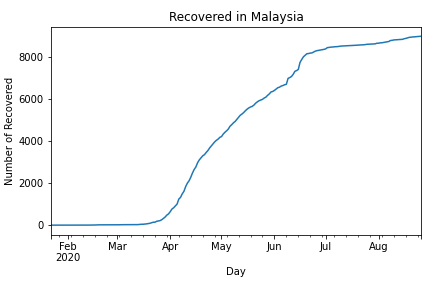 Recovered in Malaysia
Number of Recovered
8000
6000
4000
2000
0
Feb Mar Apr May Jun Jul Aug
2020
Day